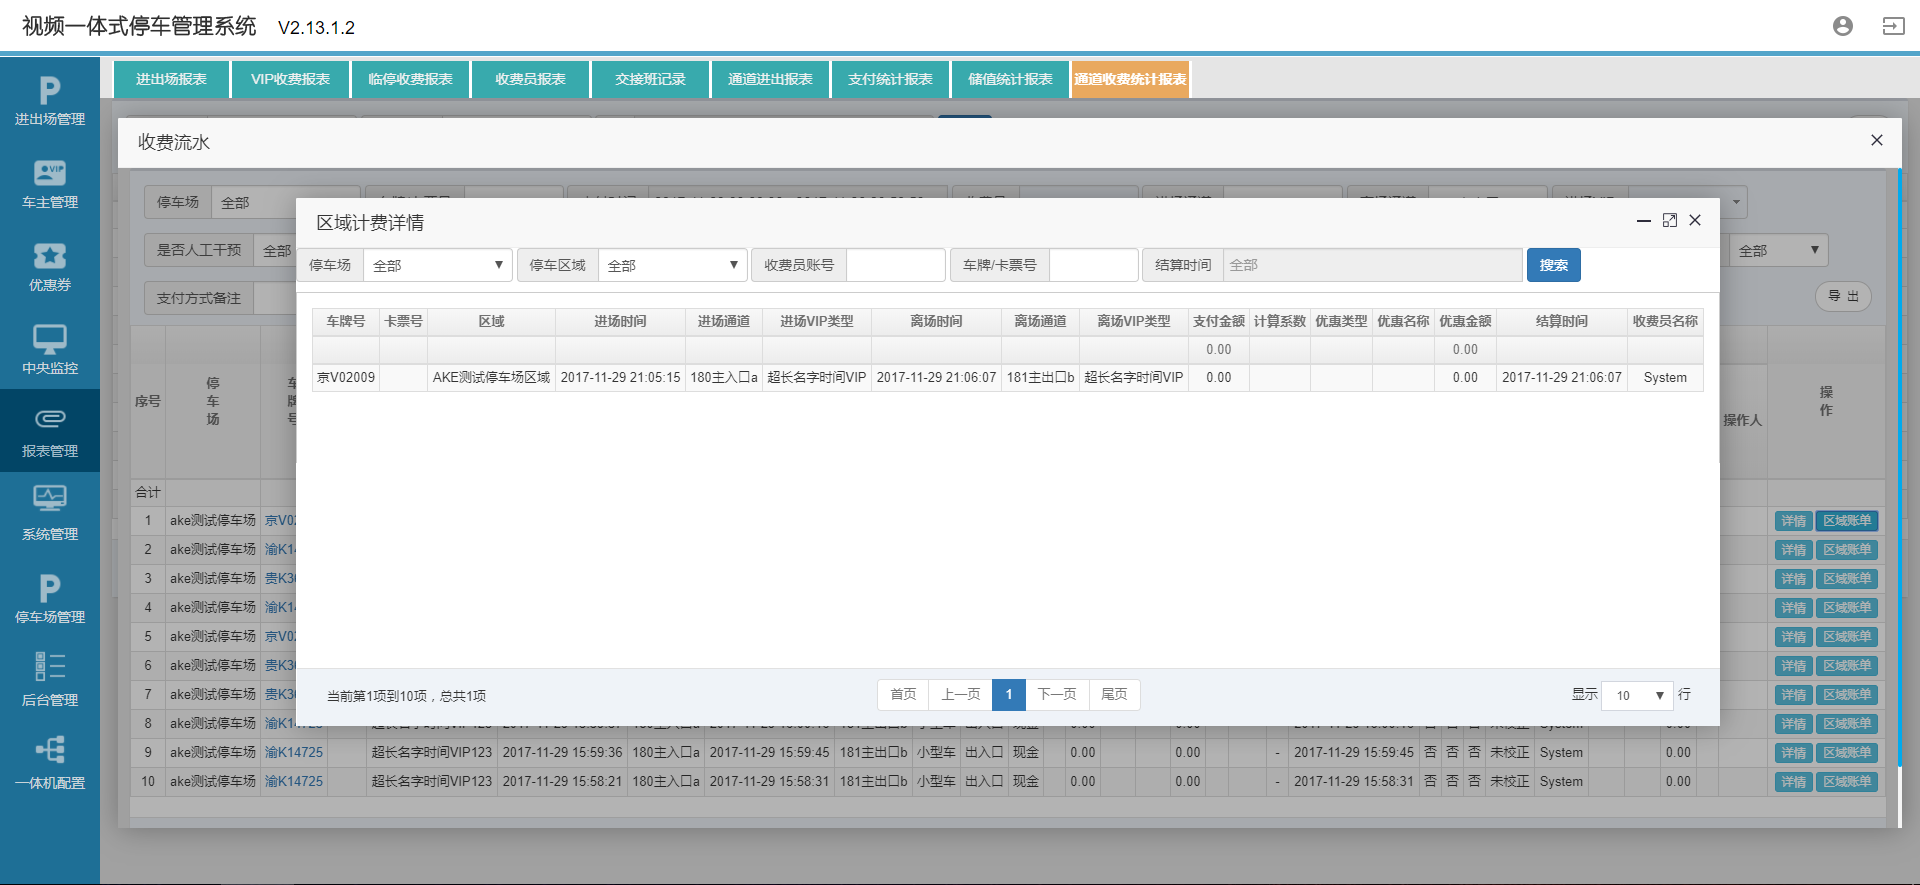 视频一体式停车管理系统 V2.13.1.2
进出场报表 VIP收费报表 临停收费报表 收费员报表 交接班记录 通道进出报表 支付统计报表 储值统计报表 通道收费统计报表
进出场管理
车主管理
优惠券
中央监控
报表管理
系统管理
停车场管理
后台管理
一体机配置
收费流水
停车场 全部
是否人工干预 全部 全部
支付方式备注 导 出
区域计费详情
停车场 全部 停车区域 全部 收费员账号 车牌/卡票号 结算时间 全部 搜索
车牌号 卡票号 区域 进场时间 进场通道 进场VIP类型 离场时间 离场通道 离场VIP类型 支付金额 计算系数 优惠类型 优惠名称 优惠金额 结算时间 收费员名称
0.00 0.00
京V02009 AKE测试停车场区域 2017-11-29 21:05:15 180主入口a 超长名字时间VIP 2017-11-29 21:06:07 181主出口b 超长名字时间VIP 0.00 0.00 2017-11-29 21:06:07 System
当前第1项到10项，总共1项 首页 上一页 1 下一页 尾页 显示 10 行
序号 停车场 车牌号 操作人 操作
合计
1 ake测试停车场 京V02 详情 区域账单
2 ake测试停车场 渝K14 详情 区域账单
3 ake测试停车场 贵K36 详情 区域账单
4 ake测试停车场 渝K14 详情 区域账单
5 ake测试停车场 京V02 详情 区域账单
6 ake测试停车场 贵K36 详情 区域账单
7 ake测试停车场 贵K36 详情 区域账单
8 ake测试停车场 渝K14725 详情 区域账单
9 ake测试停车场 渝K14725 超长名字时间VIP123 2017-11-29 15:59:36 180主入口a 2017-11-29 15:59:45 181主出口b 小型车 出入口 现金 0.00 0.00 - 2017-11-29 15:59:45 否 否 否 未校正 System 0.00 详情 区域账单
10 ake测试停车场 渝K14725 超长名字时间VIP123 2017-11-29 15:58:21 180主入口a 2017-11-29 15:58:31 181主出口b 小型车 出入口 现金 0.00 0.00 - 2017-11-29 15:58:31 否 否 否 未校正 System 0.00 详情 区域账单